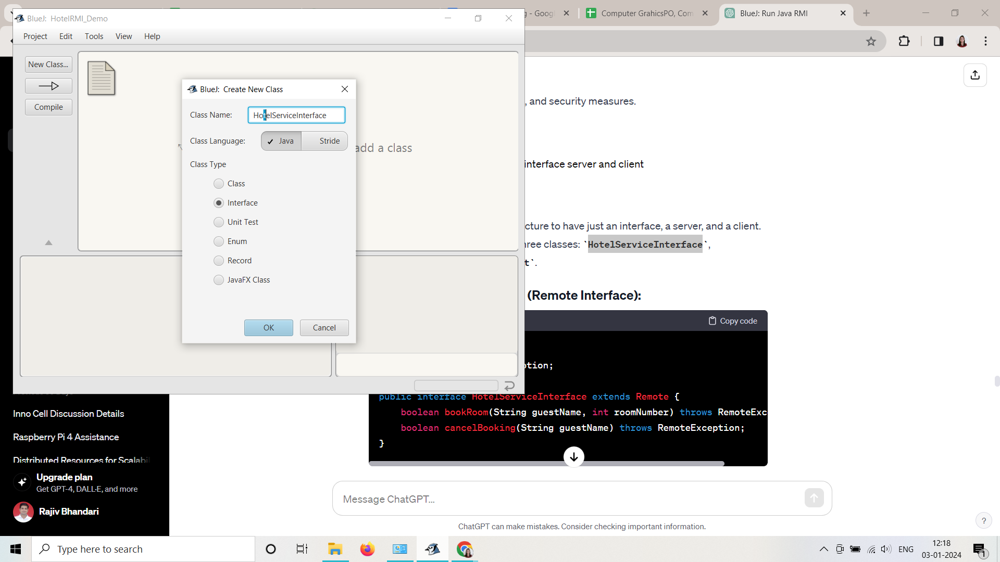 BlueJ: HotelRMI_Demo
Project Edit Tools View Help
New Class...
Compile
add a class
BlueJ: Create New Class
Class Name: HotelServiceInterface
Class Language: Java Stride
Class Type
Class
Interface
Unit Test
Enum
Record
JavaFX Class
OK Cancel
- Googl
Computer GrahicsPO, Com
BlueJ: Run Java RMI
, and security measures.
interface server and client
cture to have just an interface, a server, and a client.
hree classes: `HotelServiceInterface`,
t`.
(Remote Interface):
Copy code
ption;
public interface HotelServiceInterface extends Remote {
boolean bookRoom(String guestName, int roomNumber) throws RemoteExc
boolean cancelBooking(String guestName) throws RemoteException;
}
Inno Cell Discussion Details
Raspberry Pi 4 Assistance
Distributed Resources for Scalabil
Upgrade plan
Get GPT-4, DALL·E, and more
Rajiv Bhandari
Message ChatGPT...
ChatGPT can make mistakes. Consider checking important information.
?
Type here to search
ENG
12:18
03-01-2024
1